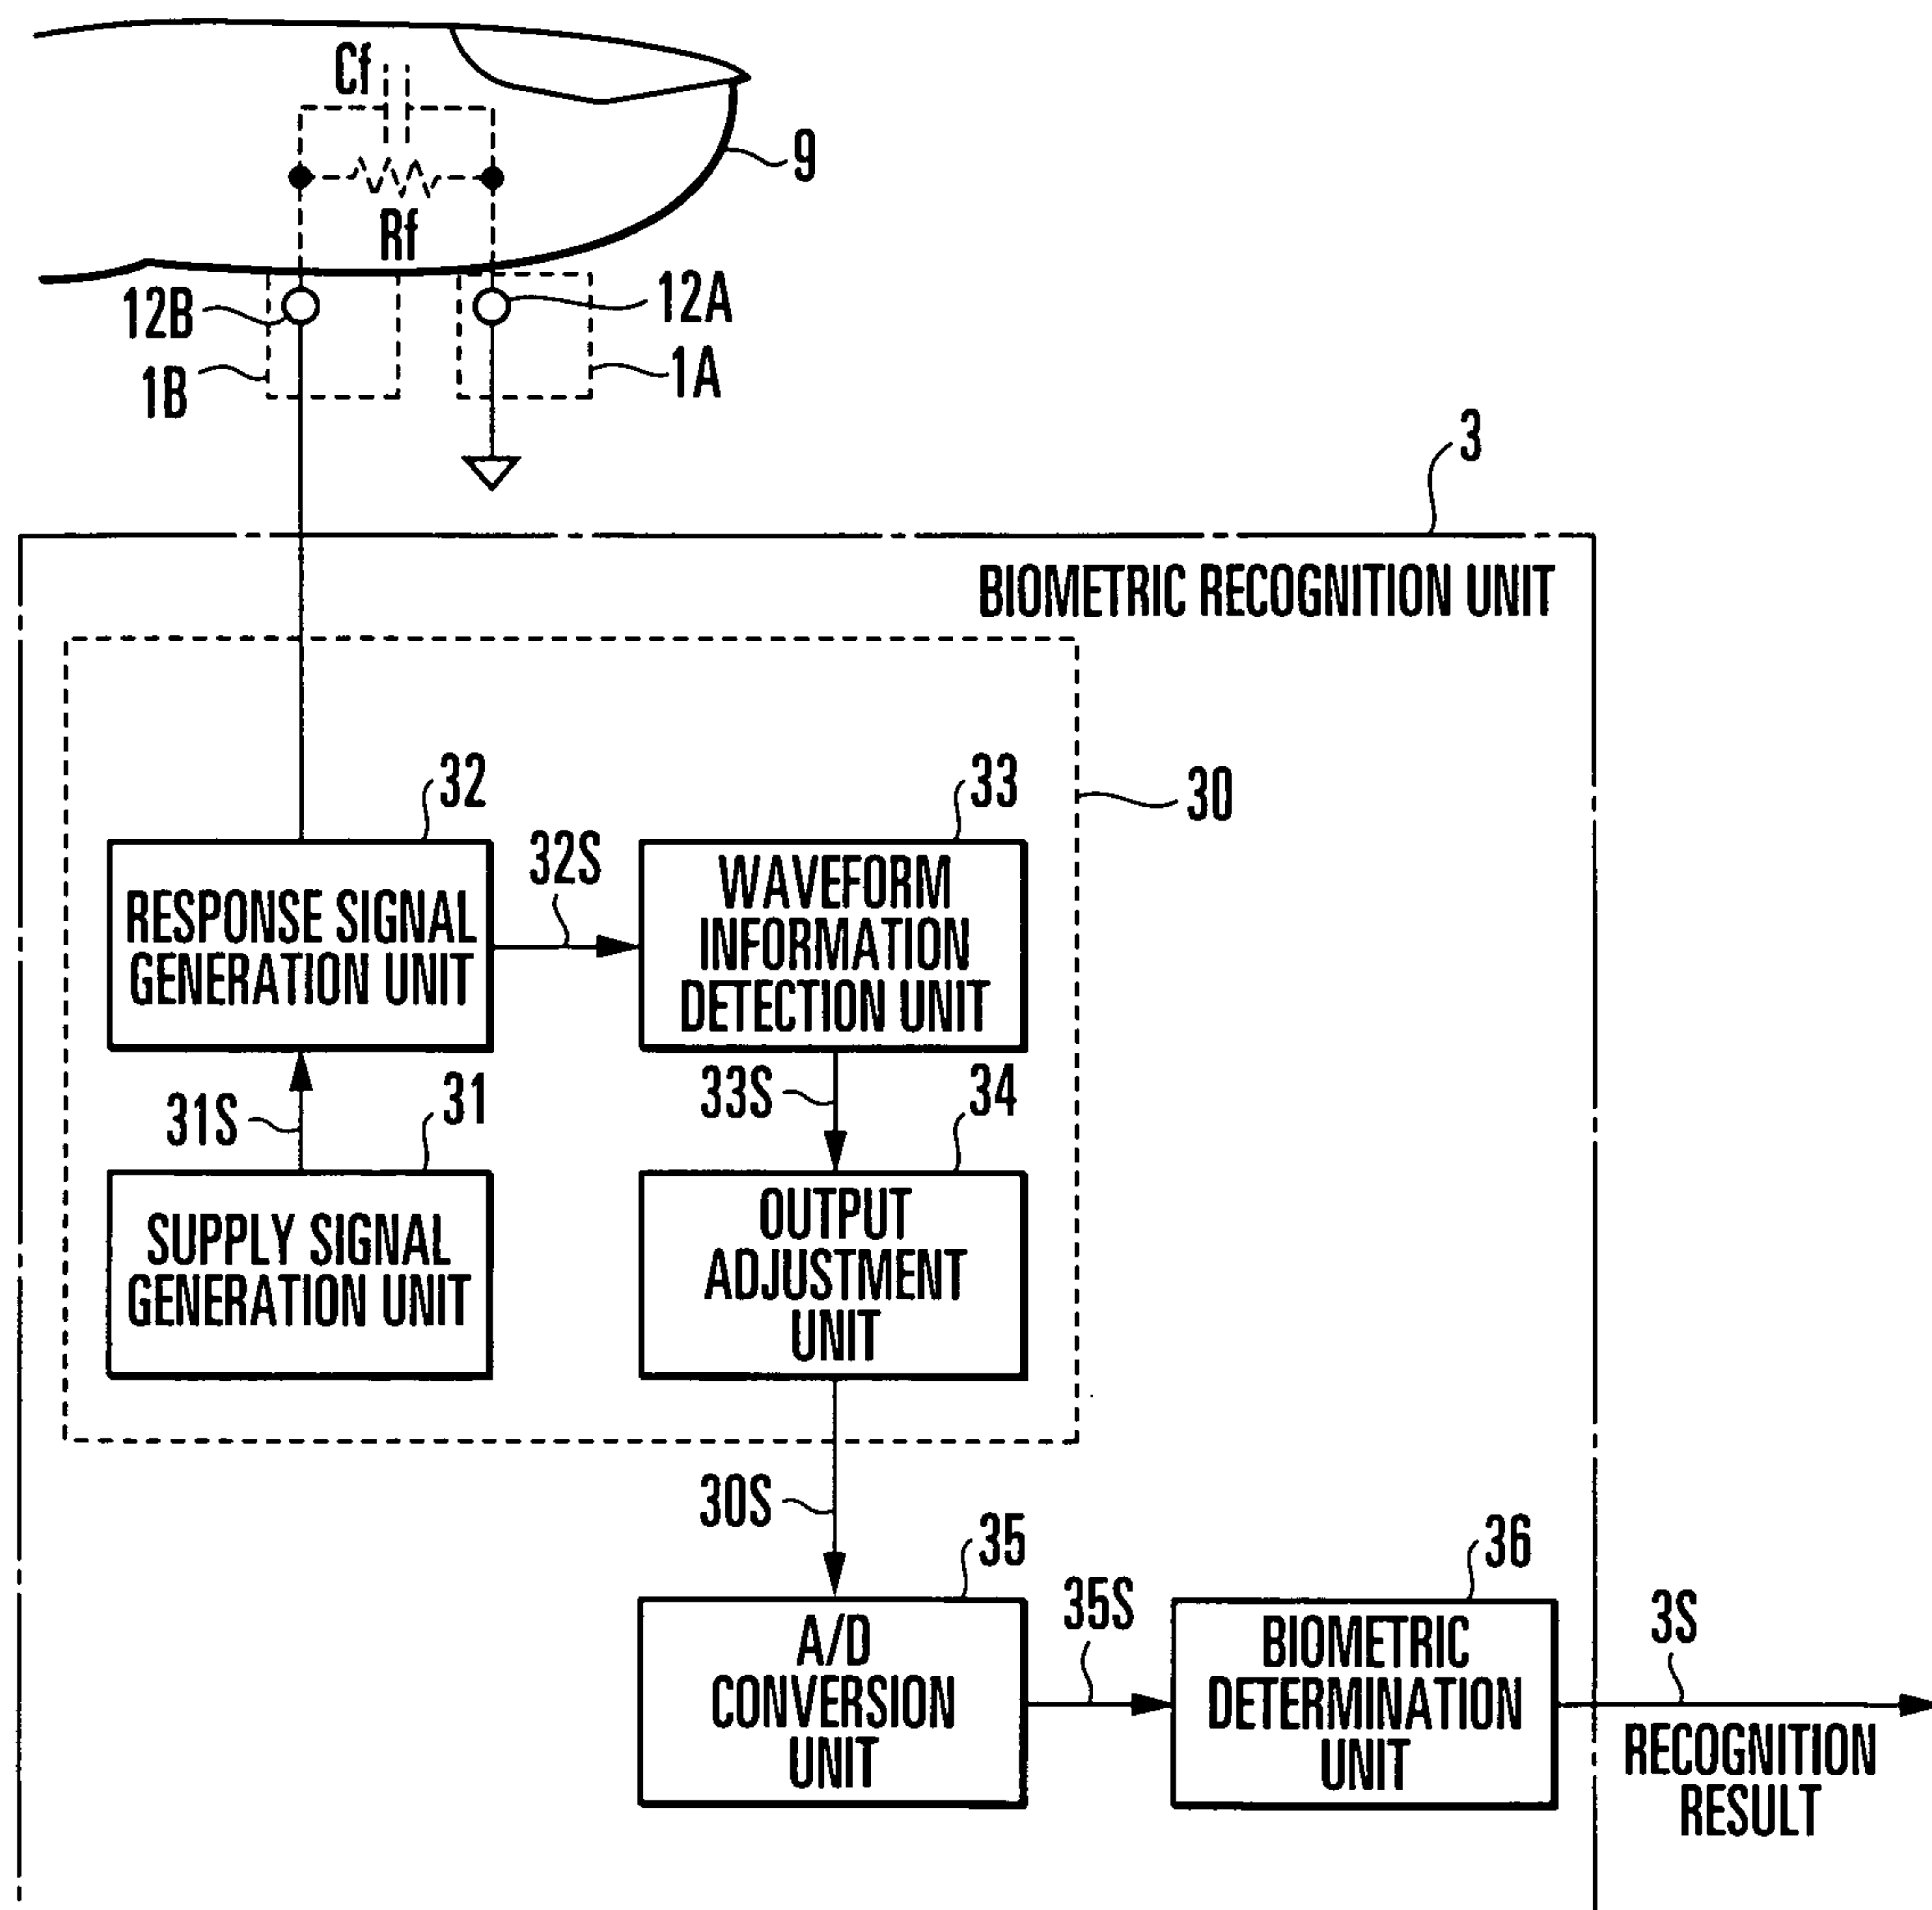 Cf
9
Rf
12B
12A
1B
1A
3
BIOMETRIC RECOGNITION UNIT
32
33
30
32S
RESPONSE SIGNAL
GENERATION UNIT
WAVEFORM
INFORMATION
DETECTION UNIT
31S
31
33S
34
SUPPLY SIGNAL
GENERATION UNIT
OUTPUT
ADJUSTMENT
UNIT
30S
35
36
35S
3S
A/D
CONVERSION
UNIT
BIOMETRIC
DETERMINATION
UNIT
RECOGNITION
RESULT